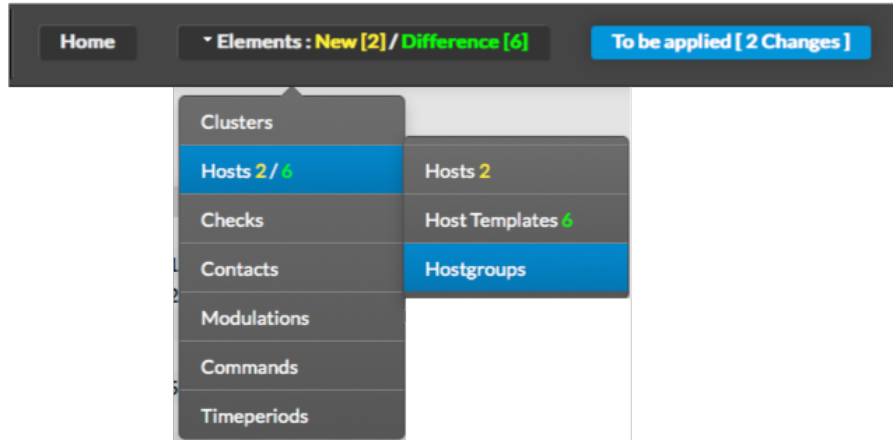 Home
Elements : New [2] / Difference [6]
To be applied [ 2 Changes ]
Clusters
Hosts 2 / 6
Hosts 2
Checks
Host Templates 6
Contacts
Hostgroups
Modulations
Commands
Timeperiods